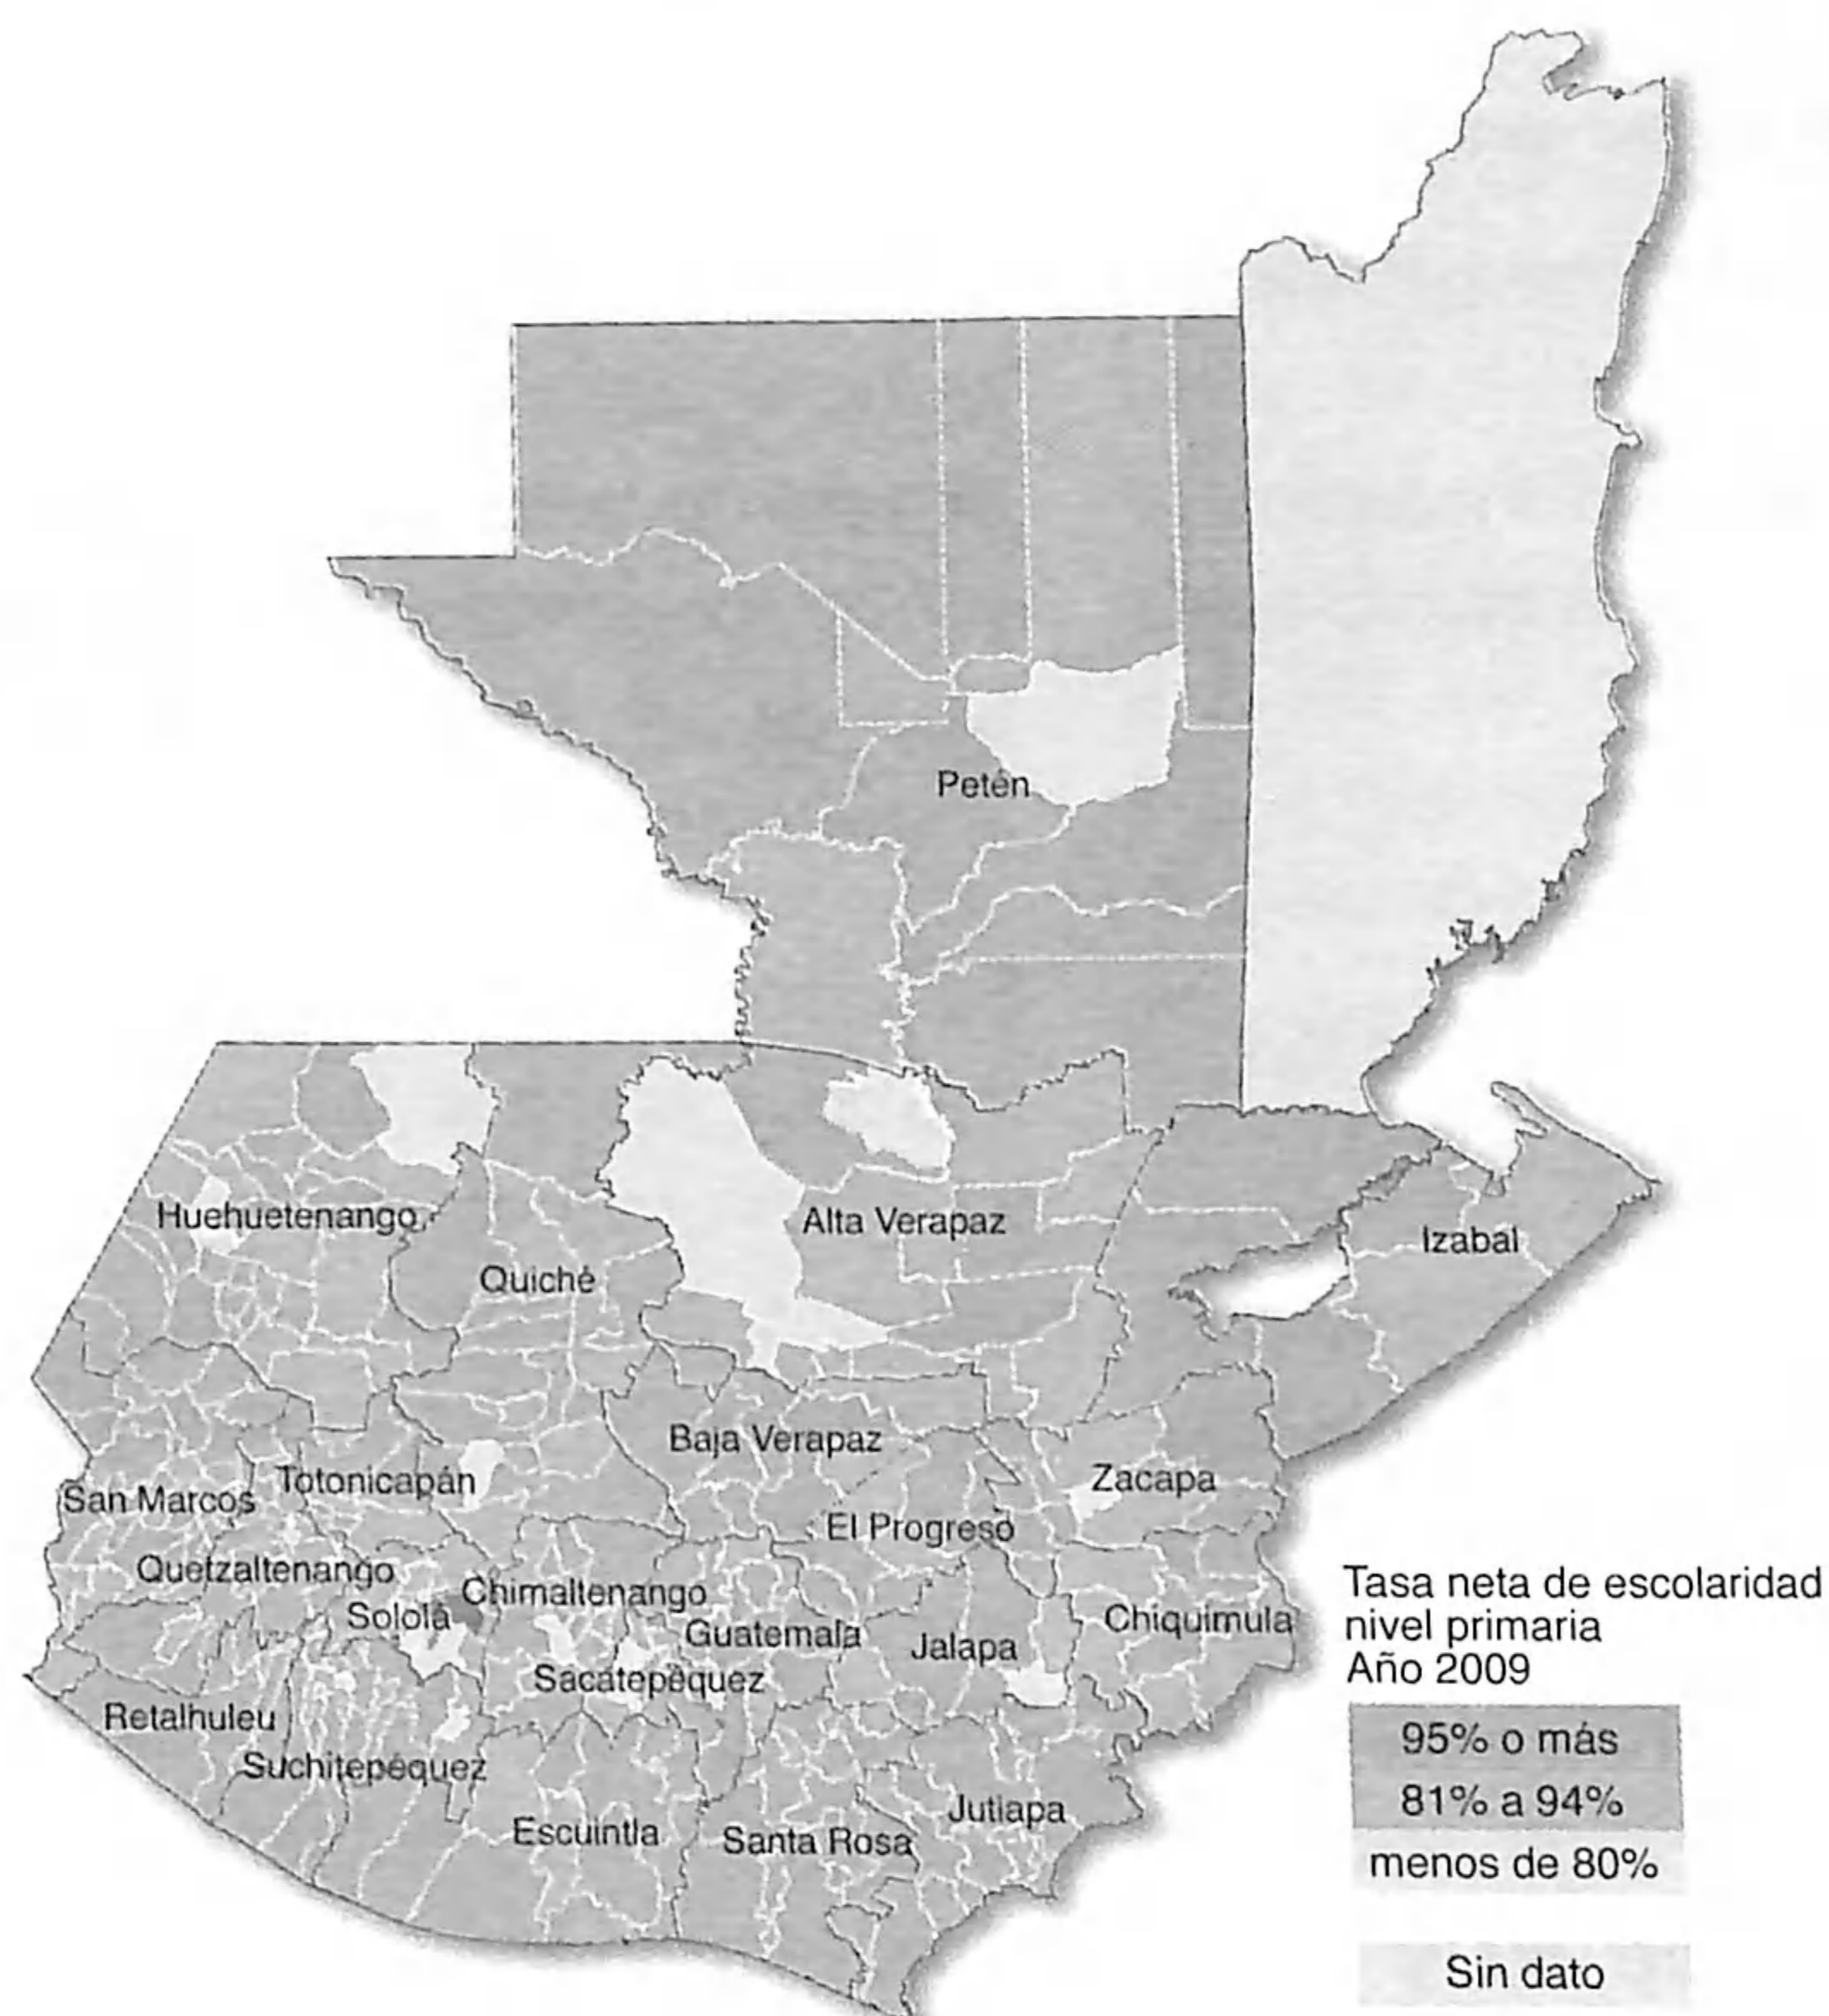 Petén
Huehuetenango
Alta Verapaz
Izabal
Quiché
Baja Verapaz
Zacapa
Totonicapán
San Marcos
El Progreso
Quetzaltenango
Chimaltenango
Sololá
Guatemala
Jalapa
Chiquimula
Sacatepéquez
Retalhuleu
Suchitepéquez
Escuintla
Santa Rosa
Jutiapa
Tasa neta de escolaridad
nivel primaria
Año 2009
95% o más
81% a 94%
menos de 80%
Sin dato